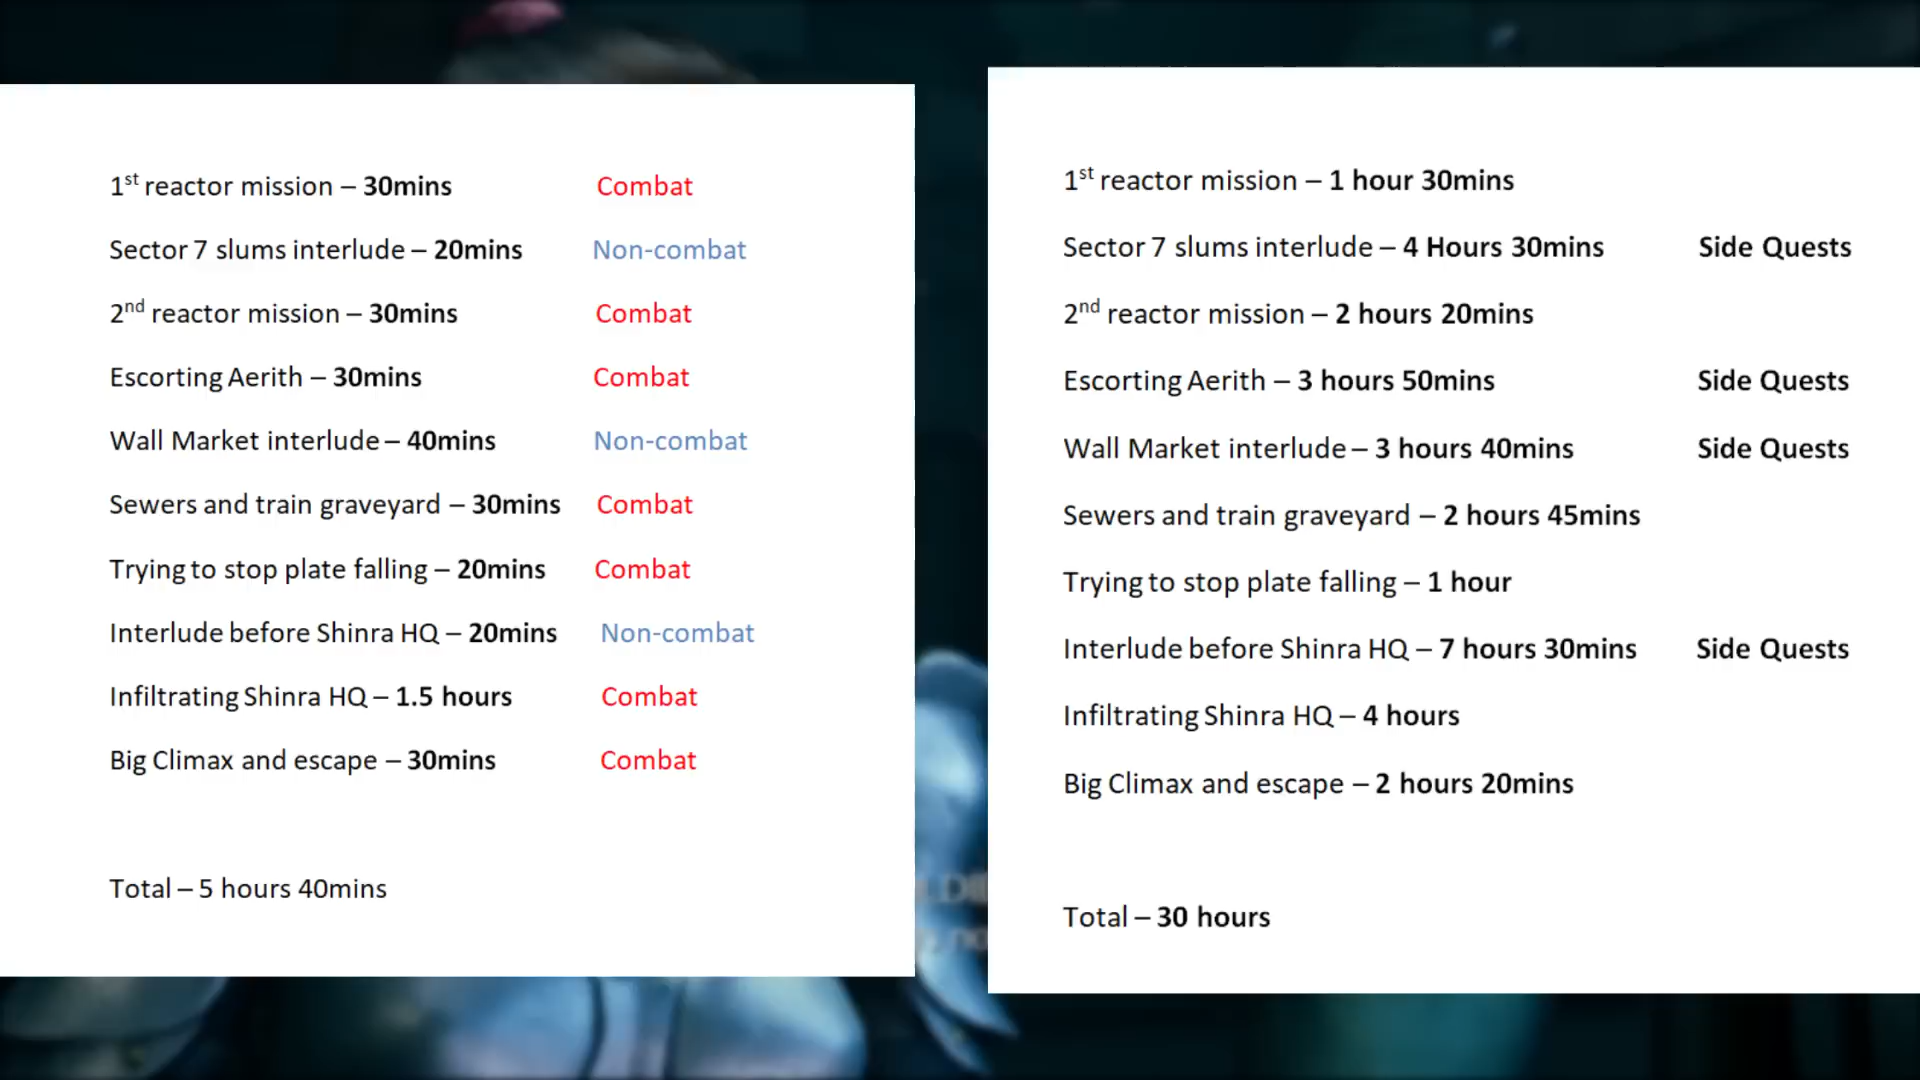 1st reactor mission – 30mins Combat
Sector 7 slums interlude – 20mins Non-combat
2nd reactor mission – 30mins Combat
Escorting Aerith – 30mins Combat
Wall Market interlude – 40mins Non-combat
Sewers and train graveyard – 30mins Combat
Trying to stop plate falling – 20mins Combat
Interlude before Shinra HQ – 20mins Non-combat
Infiltrating Shinra HQ – 1.5 hours Combat
Big Climax and escape – 30mins Combat
Total – 5 hours 40mins
1st reactor mission – 1 hour 30mins
Sector 7 slums interlude – 4 Hours 30mins Side Quests
2nd reactor mission – 2 hours 20mins
Escorting Aerith – 3 hours 50mins Side Quests
Wall Market interlude – 3 hours 40mins Side Quests
Sewers and train graveyard – 2 hours 45mins
Trying to stop plate falling – 1 hour
Interlude before Shinra HQ – 7 hours 30mins Side Quests
Infiltrating Shinra HQ – 4 hours
Big Climax and escape – 2 hours 20mins
Total – 30 hours